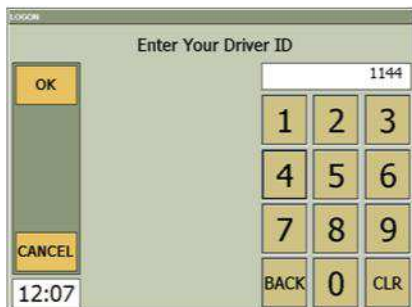 LOGON
Enter Your Driver ID
1144
OK
1 2 3
4 5 6
7 8 9
CANCEL
BACK 0 CLR
12:07